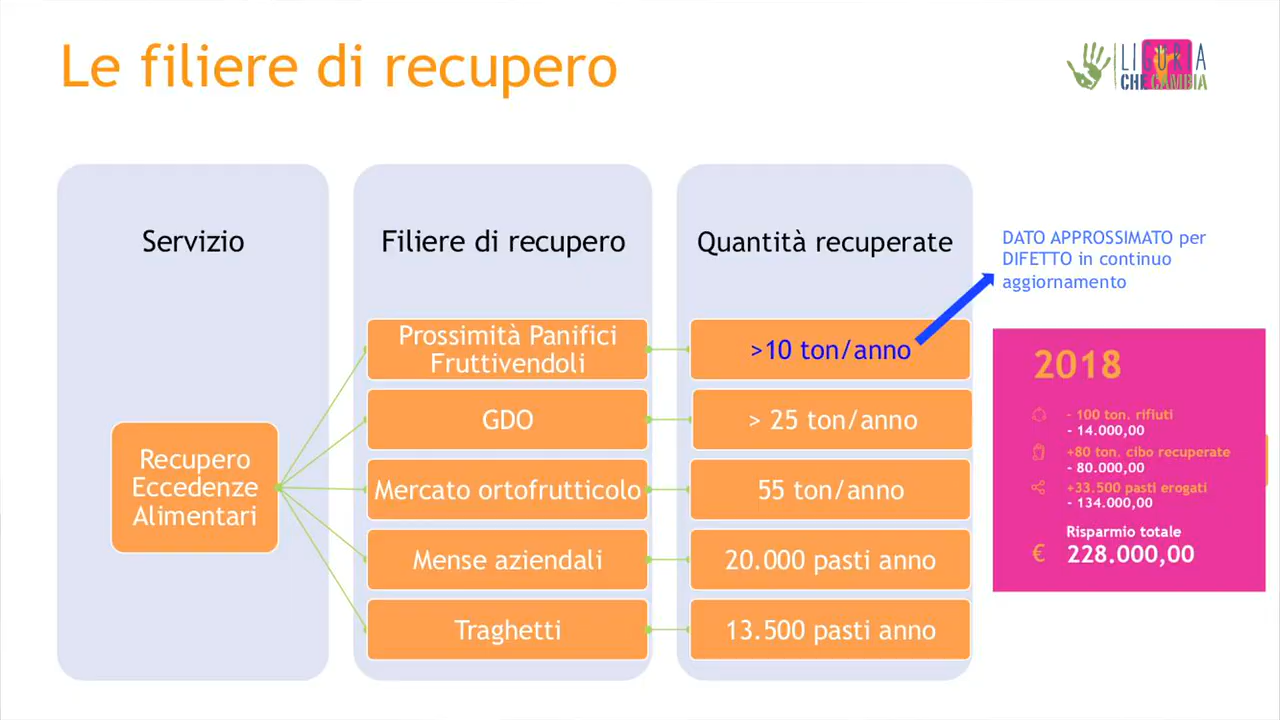 Le filiere di recupero
LIGURIA
CHE CAMBIA
Servizio
Filiere di recupero
Quantità recuperate
DATO APPROSSIMATO per
DIFETTO in continuo
aggiornamento
Recupero
Eccedenze
Alimentari
Prossimità Panifici
Fruttivendoli
>10 ton/anno
GDO
> 25 ton/anno
Mercato ortofrutticolo
55 ton/anno
Mense aziendali
20.000 pasti anno
Traghetti
13.500 pasti anno
2018
- 100 ton. rifiuti
- 14.000,00
+80 ton. cibo recuperate
- 80.000,00
+33.500 pasti erogati
- 134.000,00
Risparmio totale
€ 228.000,00